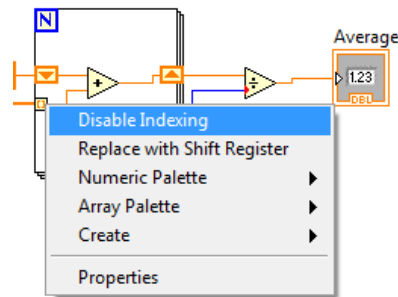 N
Average
1.23
DBL
Disable Indexing
Replace with Shift Register
Numeric Palette
Array Palette
Create
Properties